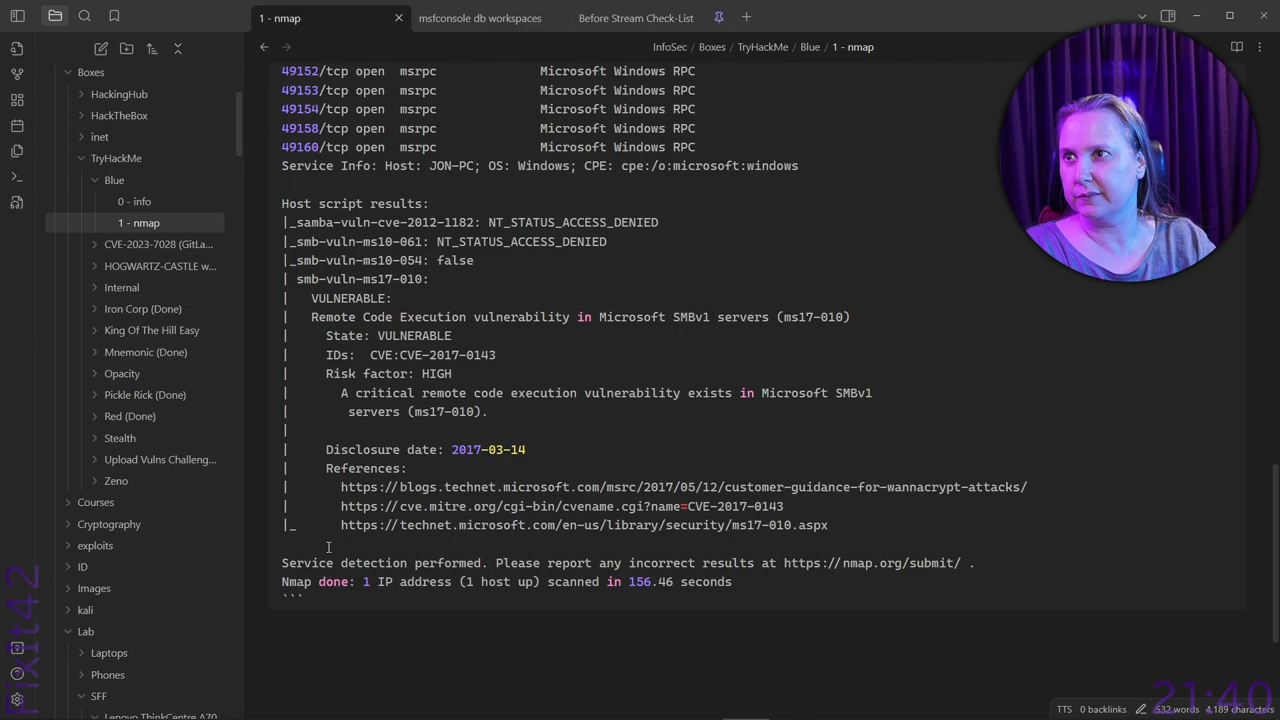 1 - nmap
msfconsole db workspaces
Before Stream Check-List
InfoSec / Boxes / TryHackMe / Blue / 1 - nmap
Boxes
HackingHub
HackTheBox
inet
TryHackMe
Blue
0 - info
1 - nmap
CVE-2023-7028 (GitLa...
HOGWARTZ-CASTLE w...
Internal
Iron Corp (Done)
King Of The Hill Easy
Mnemonic (Done)
Opacity
Pickle Rick (Done)
Red (Done)
Stealth
Upload Vulns Challeng...
Zeno
Courses
Cryptography
exploits
ID
Images
kali
Lab
Laptops
Phones
SFF
Lenovo ThinkCentre A70
49152/tcp open  msrpc              Microsoft Windows RPC
49153/tcp open  msrpc              Microsoft Windows RPC
49154/tcp open  msrpc              Microsoft Windows RPC
49158/tcp open  msrpc              Microsoft Windows RPC
49160/tcp open  msrpc              Microsoft Windows RPC
Service Info: Host: JON-PC; OS: Windows; CPE: cpe:/o:microsoft:windows
Host script results:
|_samba-vuln-cve-2012-1182: NT_STATUS_ACCESS_DENIED
|_smb-vuln-ms10-061: NT_STATUS_ACCESS_DENIED
|_smb-vuln-ms10-054: false
| smb-vuln-ms17-010:
|   VULNERABLE:
|   Remote Code Execution vulnerability in Microsoft SMBv1 servers (ms17-010)
|     State: VULNERABLE
|     IDs:  CVE:CVE-2017-0143
|     Risk factor: HIGH
|       A critical remote code execution vulnerability exists in Microsoft SMBv1
|        servers (ms17-010).
|
|     Disclosure date: 2017-03-14
|     References:
|       https://blogs.technet.microsoft.com/msrc/2017/05/12/customer-guidance-for-wannacrypt-attacks/
|       https://cve.mitre.org/cgi-bin/cvename.cgi?name=CVE-2017-0143
|_      https://technet.microsoft.com/en-us/library/security/ms17-010.aspx
Service detection performed. Please report any incorrect results at https://nmap.org/submit/ .
Nmap done: 1 IP address (1 host up) scanned in 156.46 seconds
```
Fixit42
21:40
TTS 0 backlinks 532 words 4,189 characters